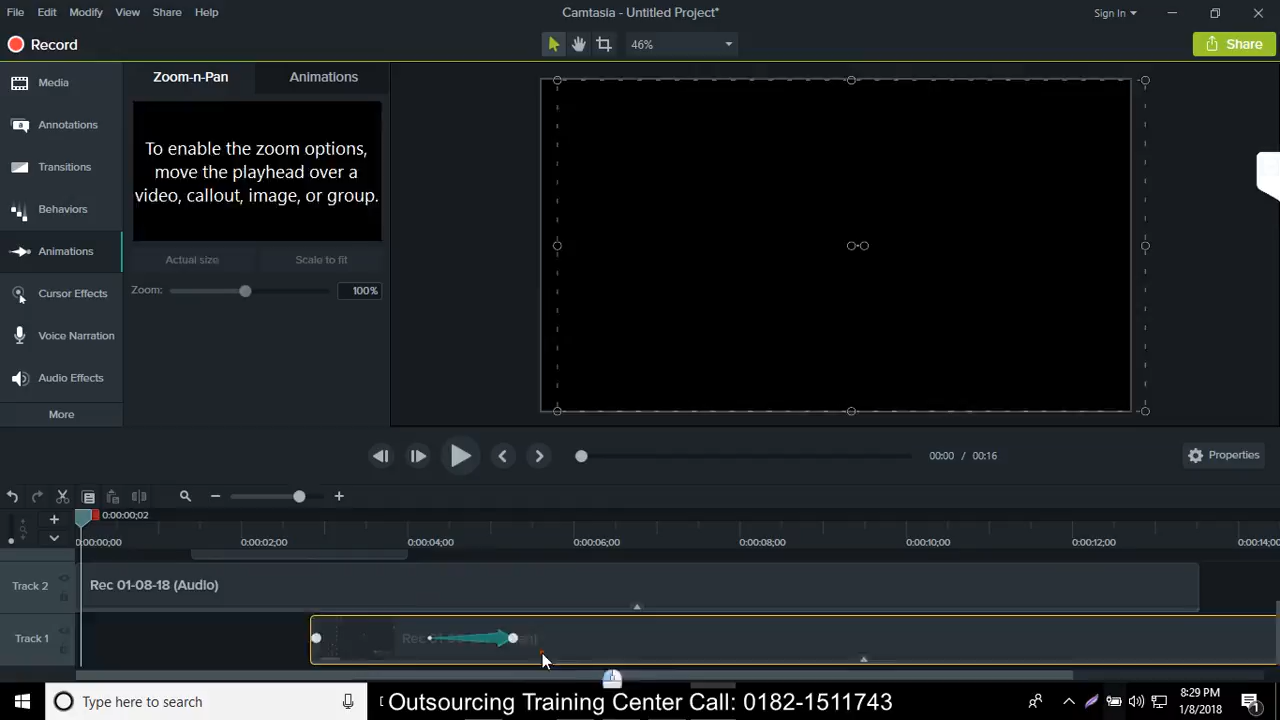 File Edit Modify View Share Help Camtasia - Untitled Project* Sign In
Record 46% Share
Media
Annotations
Transitions
Behaviors
Animations
Cursor Effects
Voice Narration
Audio Effects
More
Zoom-n-Pan Animations
To enable the zoom options,
move the playhead over a
video, callout, image, or group.
Actual size Scale to fit
Zoom: 100%
00:00 / 00:16 Properties
0:00:00;02
0:00:00;00 0:00:02;00 0:00:04;00 0:00:06;00 0:00:08;00 0:00:10;00 0:00:12;00 0:00:14;00
Track 2 Rec 01-08-18 (Audio)
Track 1 Rec
Type here to search [ Outsourcing Training Center Call: 0182-1511743 8:29 PM
1/8/2018